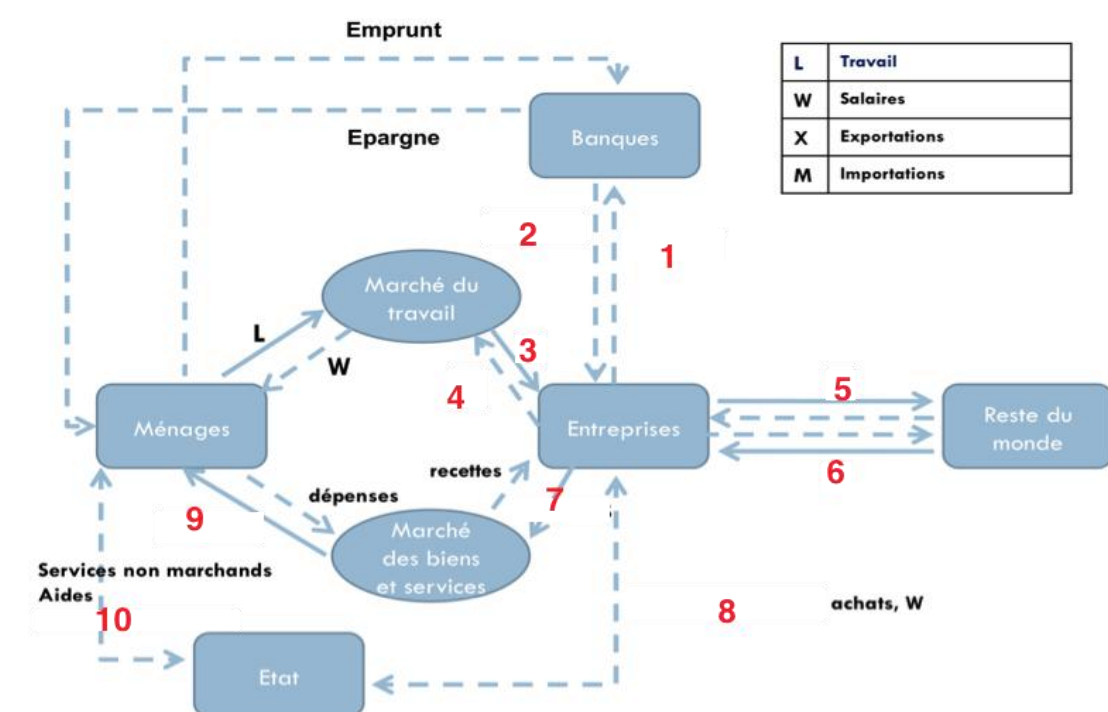 Emprunt
L Travail
W Salaires
X Exportations
M Importations
Epargne
Banques
2
1
Marché du
travail
L
W
3
4
5
Ménages
Entreprises
Reste du
monde
6
recettes
dépenses
7
9
Marché
des biens
et services
Services non marchands
Aides
10
8
achats, W
Etat